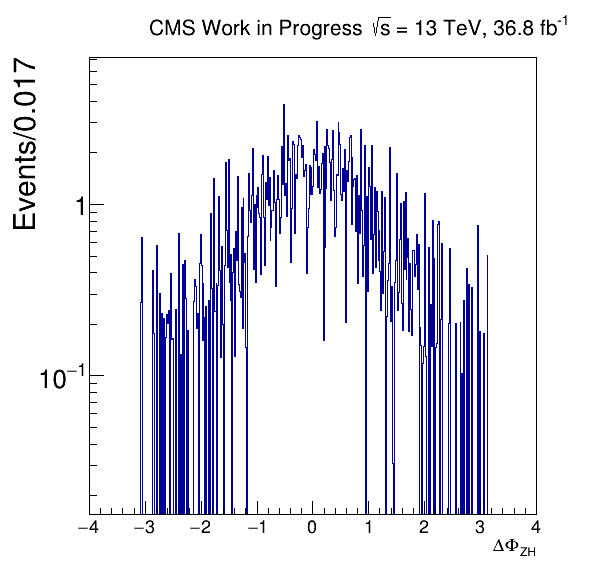 CMS Work in Progress √s = 13 TeV, 36.8 fb⁻¹
Events/0.017
1
10⁻¹
−4 −3 −2 −1 0 1 2 3 4
ΔΦ_ZH